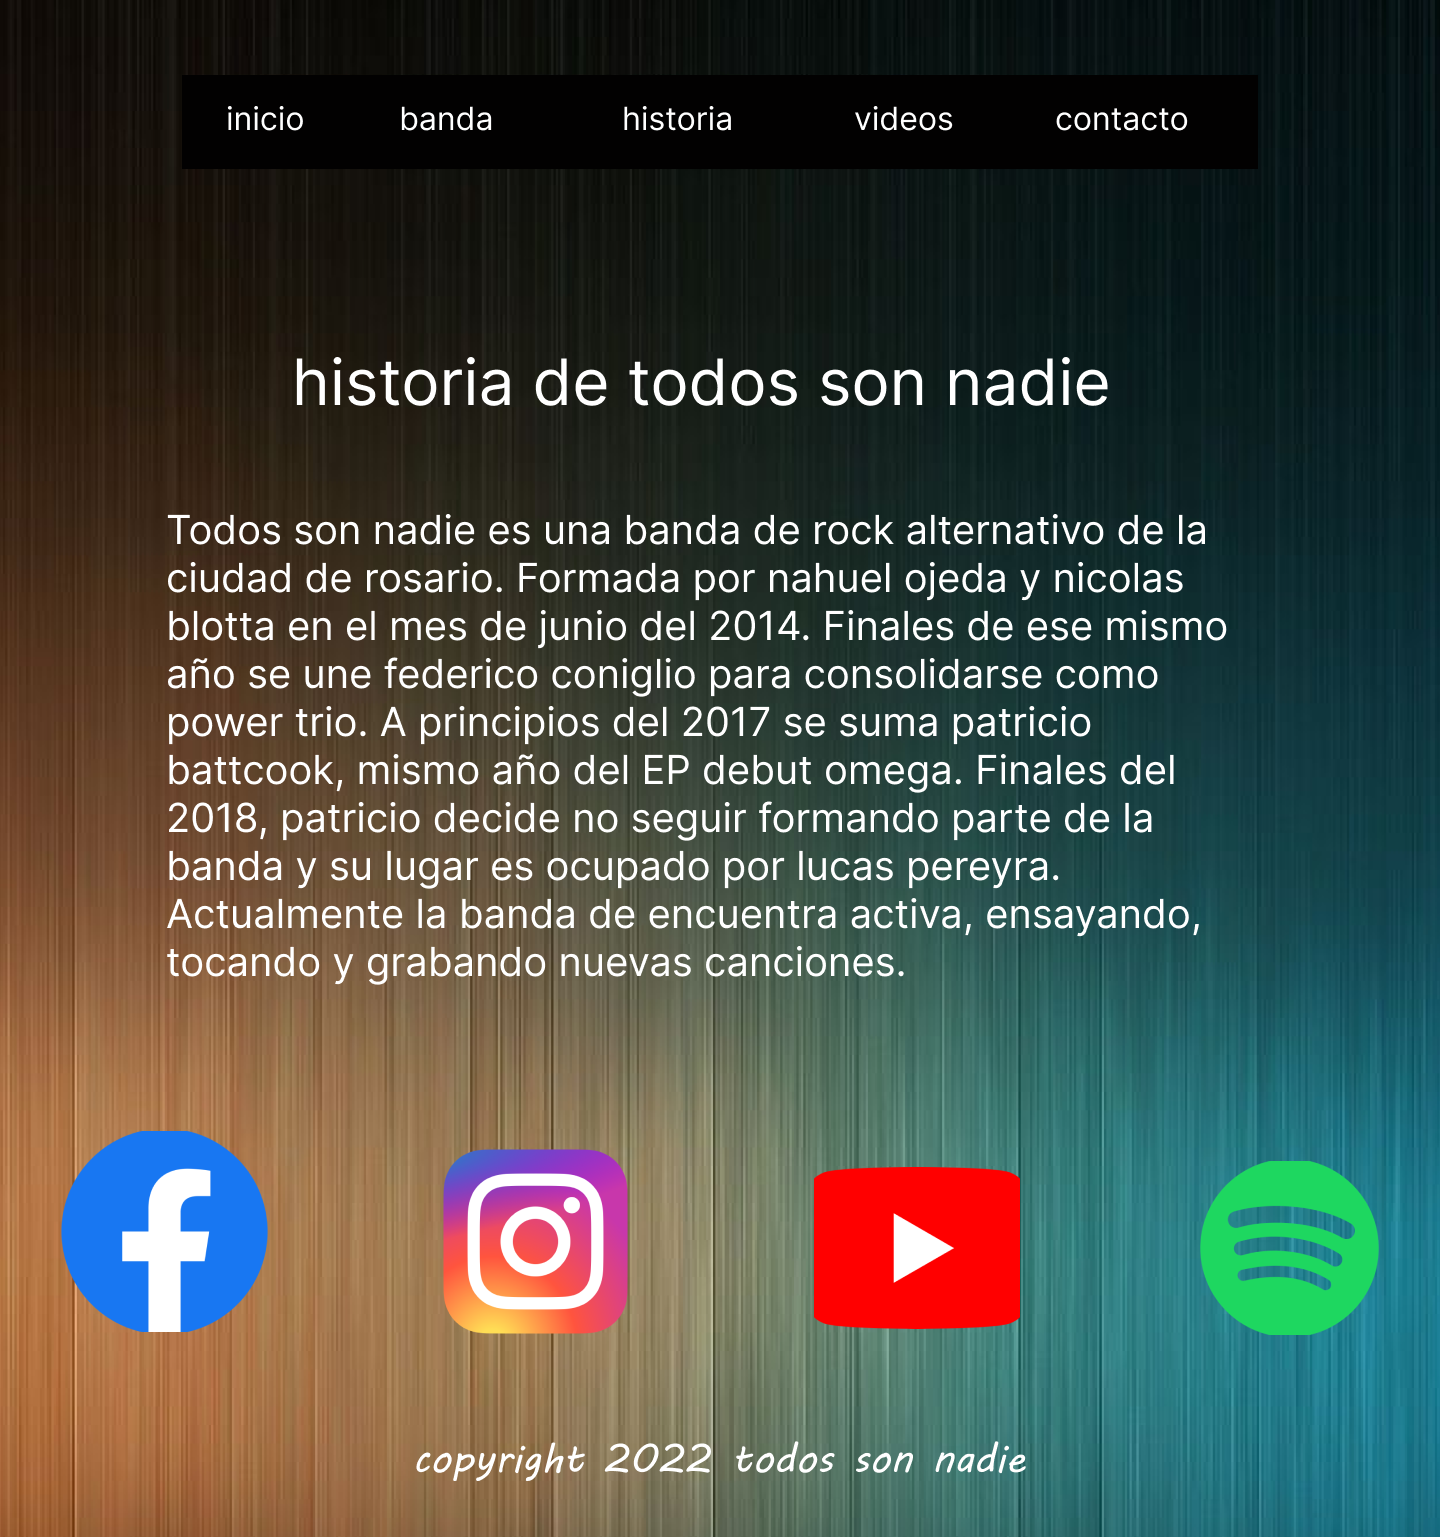 inicio banda historia videos contacto
historia de todos son nadie
Todos son nadie es una banda de rock alternativo de la
ciudad de rosario. Formada por nahuel ojeda y nicolas
blotta en el mes de junio del 2014. Finales de ese mismo
año se une federico coniglio para consolidarse como
power trio. A principios del 2017 se suma patricio
battcook, mismo año del EP debut omega. Finales del
2018, patricio decide no seguir formando parte de la
banda y su lugar es ocupado por lucas pereyra.
Actualmente la banda de encuentra activa, ensayando,
tocando y grabando nuevas canciones.
copyright 2022 todos son nadie